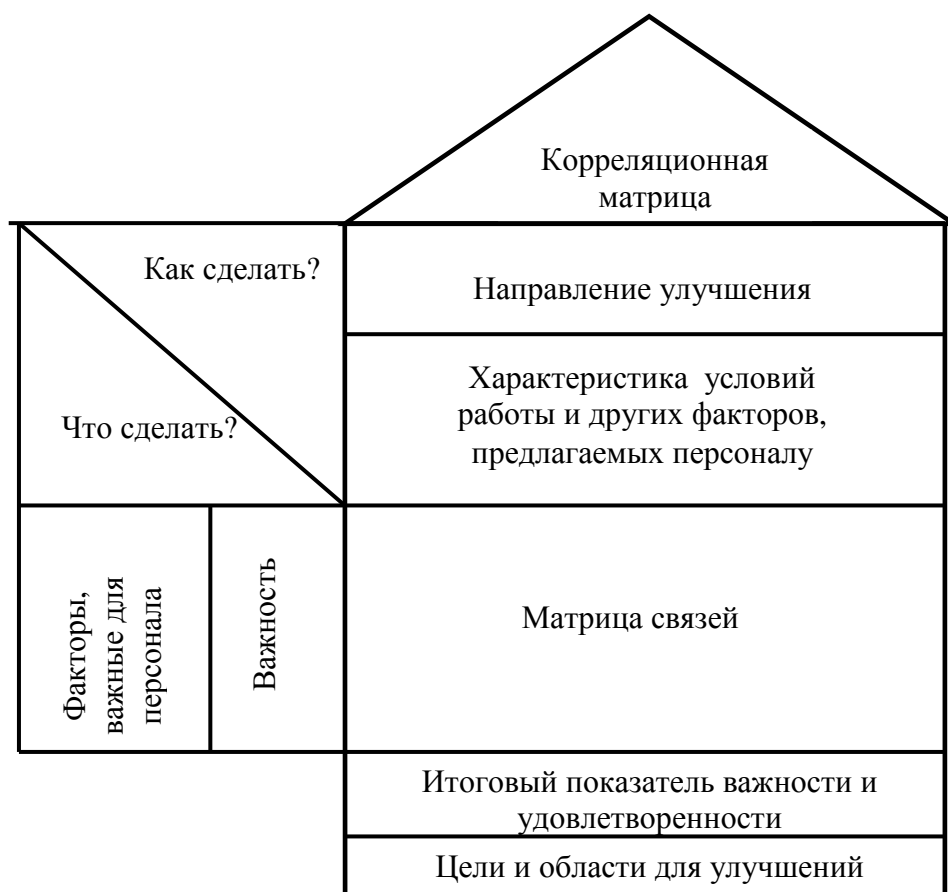 Корреляционная
матрица
Как сделать?
Направление улучшения
Что сделать?
Характеристика условий
работы и других факторов,
предлагаемых персоналу
Факторы,
важные для
персонала
Важность
Матрица связей
Итоговый показатель важности и
удовлетворенности
Цели и области для улучшений